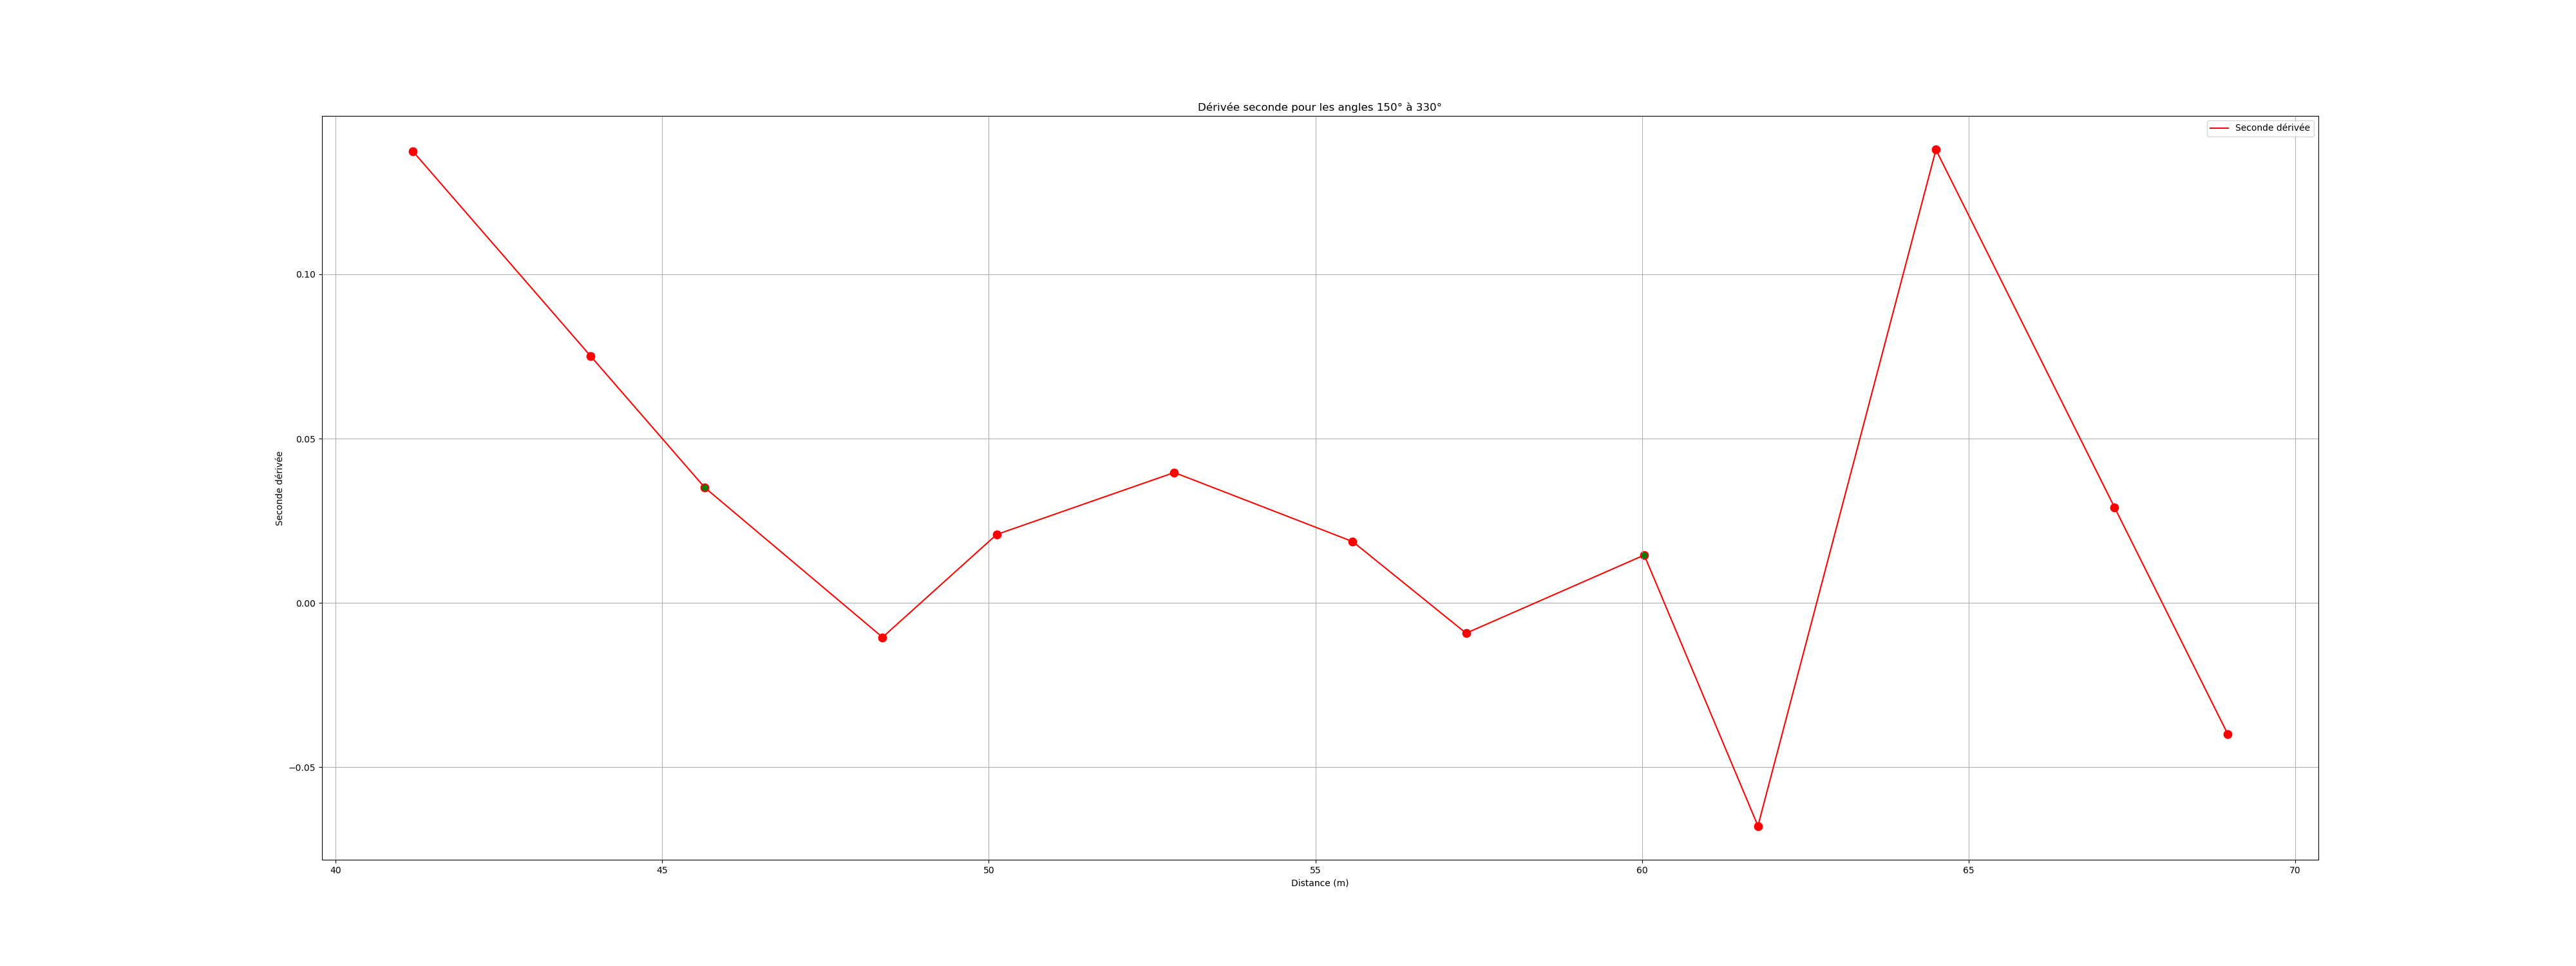 Dérivée seconde pour les angles 150° à 330°
Seconde dérivée
0.10
0.05
0.00
−0.05
Seconde dérivée
40 45 50 55 60 65 70
Distance (m)